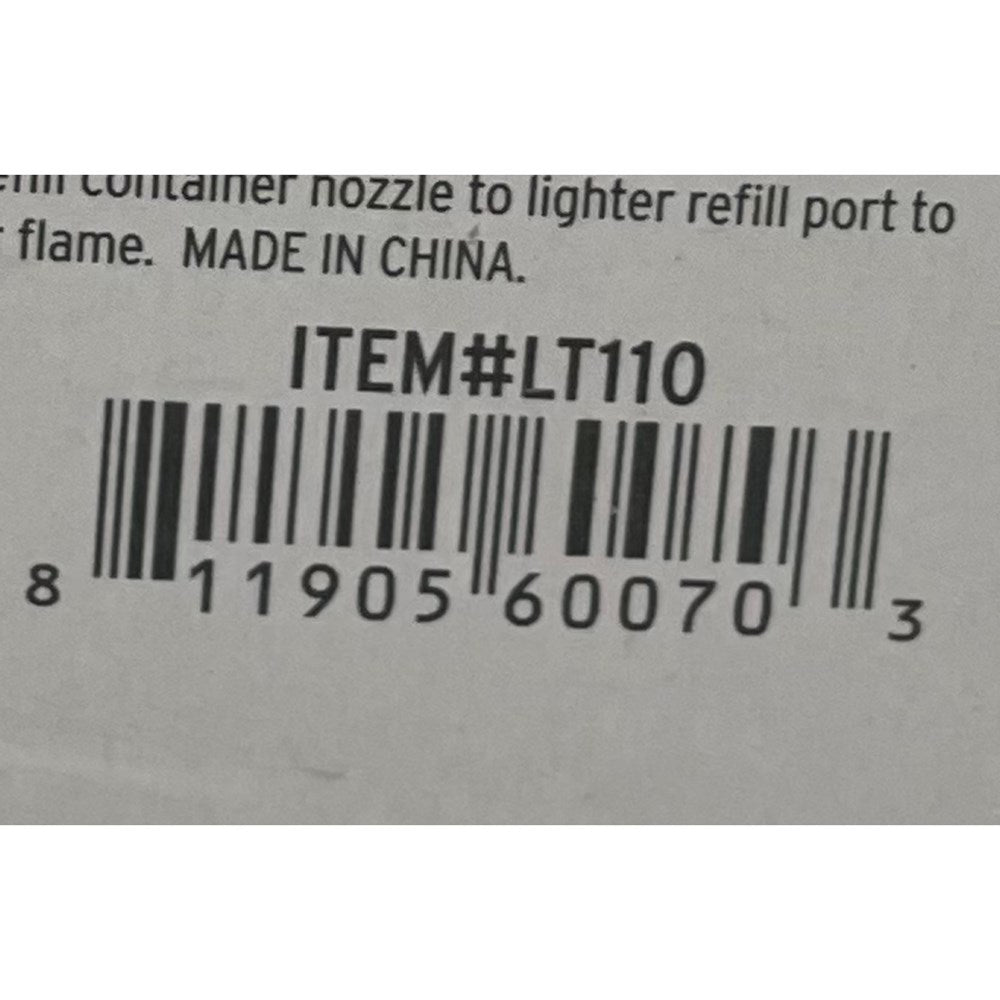 container nozzle to lighter refill port to
flame. MADE IN CHINA.
ITEM#LT110
8 11905 60070 3